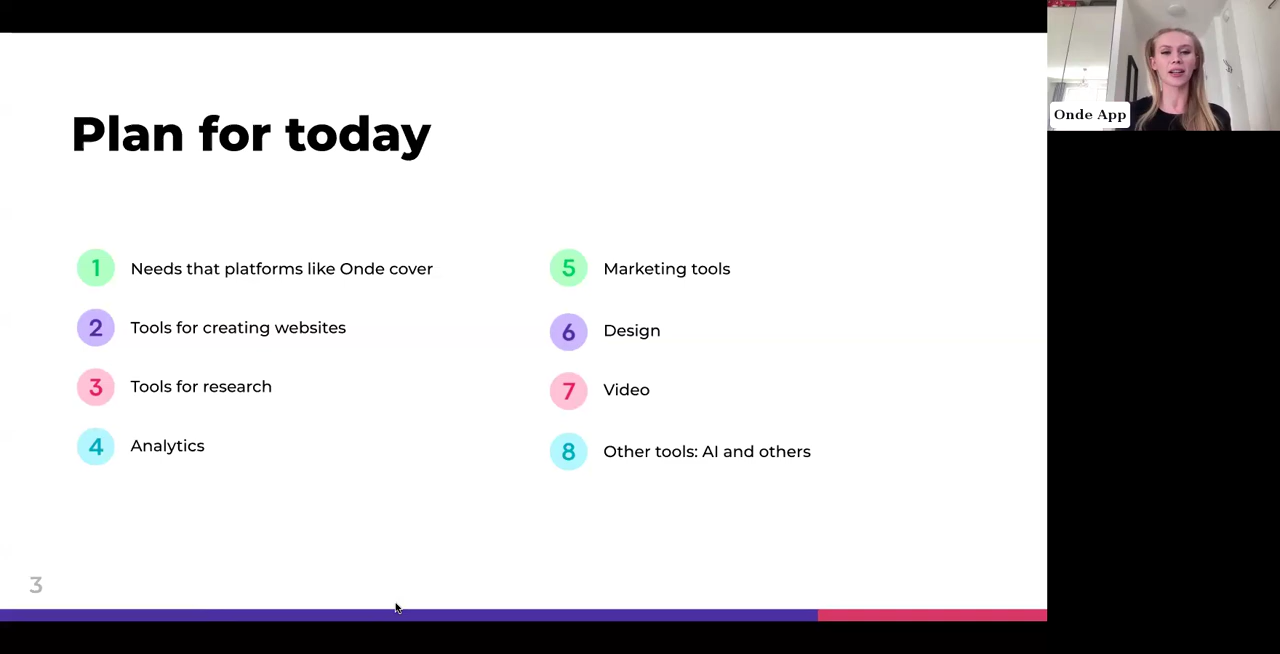 Plan for today
1 Needs that platforms like Onde cover
2 Tools for creating websites
3 Tools for research
4 Analytics
5 Marketing tools
6 Design
7 Video
8 Other tools: AI and others
3
Onde App